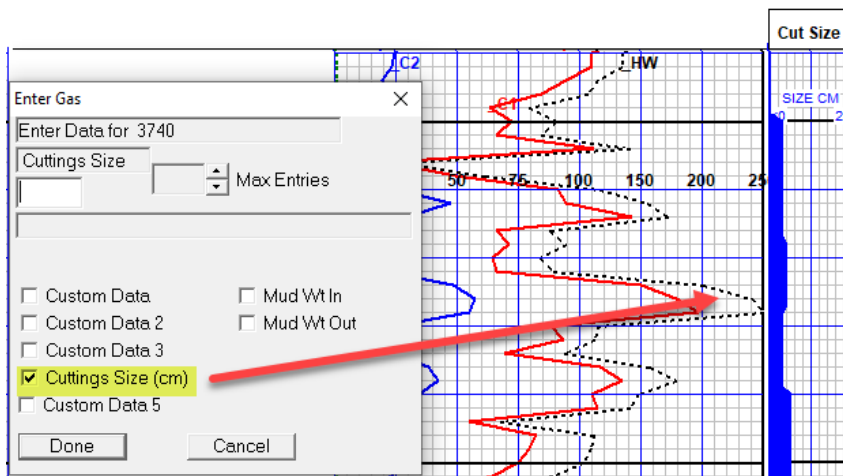 Cut Size
C2
HW
Enter Gas
SIZE CM
Enter Data for 3740
0 2
C1
Cuttings Size
Max Entries
50 75 100 150 200 25
Custom Data
Mud Wt In
Custom Data 2
Mud Wt Out
Custom Data 3
Cuttings Size (cm)
Custom Data 5
Done
Cancel